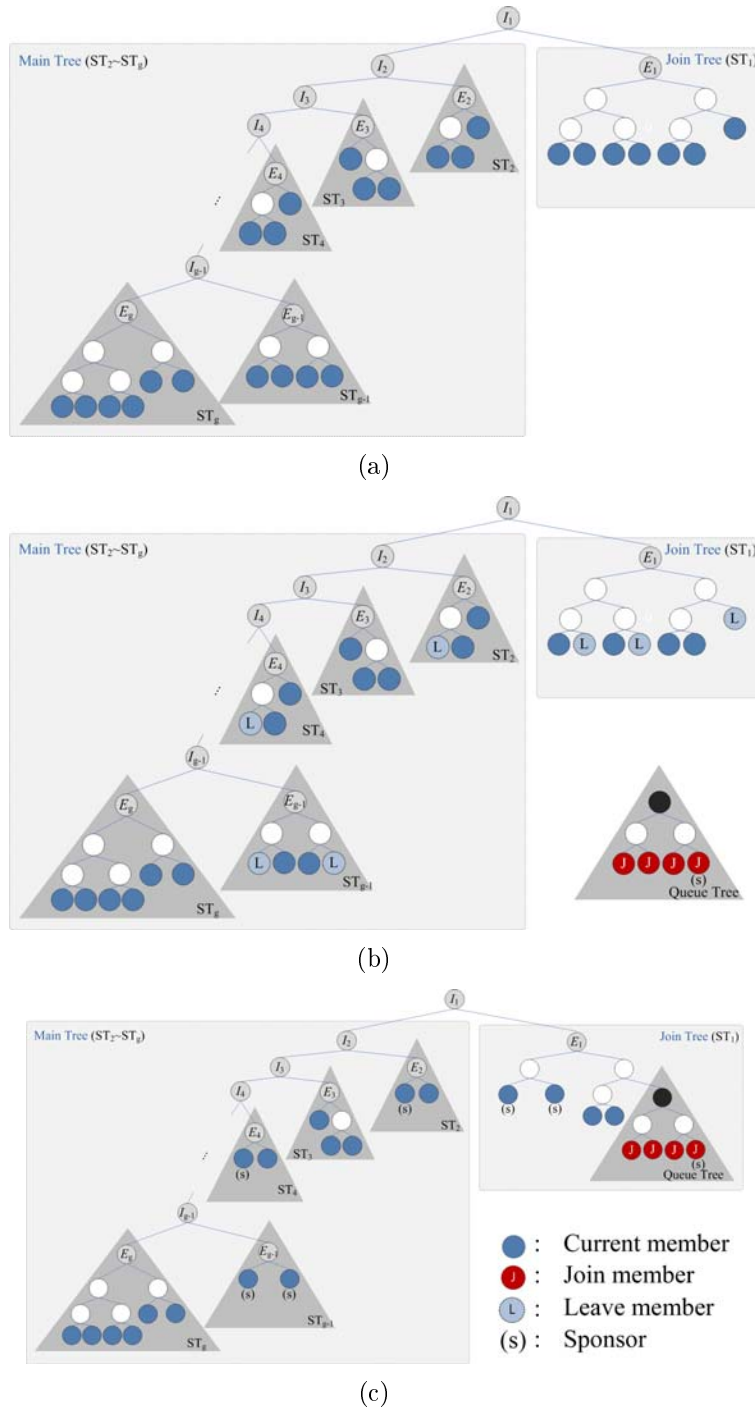 I1
Main Tree (ST2~STg)
Join Tree (ST1)
I2
E1
I3
E2
I4
E3
ST2
E4
ST3
⋮
ST4
Ig-1
Eg
Eg-1
STg-1
STg
(a)
I1
Main Tree (ST2~STg)
Join Tree (ST1)
I2
E1
I3
E2
I4
E3
L
L L
L
E4
ST2
ST3
⋮
L
ST4
Ig-1
Eg
Eg-1
L L
STg-1
STg
J J J J
(s)
Queue Tree
(b)
I1
Main Tree (ST2~STg)
Join Tree (ST1)
I2
E1
I3
E2
I4
E3
(s)
(s) (s)
ST2
E4
ST3
(s)
ST4
⋮
J J J J
(s)
Queue Tree
Ig-1
Eg
Eg-1
(s) (s)
STg-1
STg
: Current member
J : Join member
L : Leave member
(s) : Sponsor
(c)